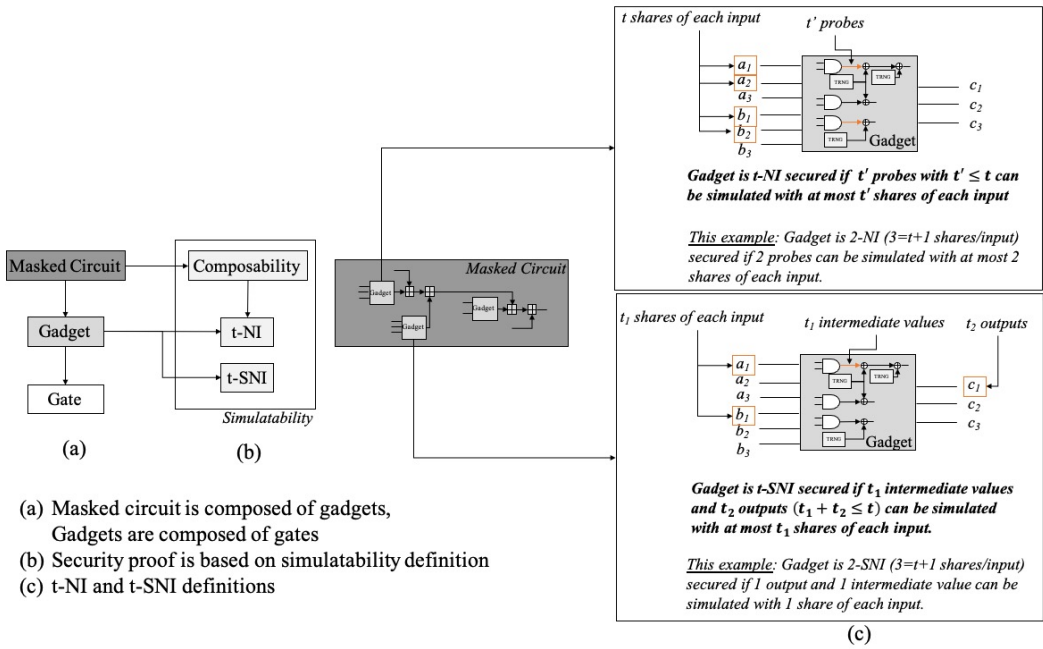 Masked Circuit
Composability
Gadget
t-NI
t-SNI
Gate
Simulatability
(a)
(b)
Masked Circuit
Gadget
Gadget
Gadget
t shares of each input
t' probes
a1
a2
a3
b1
b2
b3
TRNG
TRNG
TRNG
Gadget
c1
c2
c3
Gadget is t-NI secured if t' probes with t' ≤ t can
be simulated with at most t' shares of each input
This example: Gadget is 2-NI (3=t+1 shares/input)
secured if 2 probes can be simulated with at most 2
shares of each input.
t1 shares of each input
t1 intermediate values
t2 outputs
a1
a2
a3
b1
b2
b3
TRNG
TRNG
TRNG
Gadget
c1
c2
c3
Gadget is t-SNI secured if t1 intermediate values
and t2 outputs (t1 + t2 ≤ t) can be simulated
with at most t1 shares of each input.
This example: Gadget is 2-SNI (3=t+1 shares/input)
secured if 1 output and 1 intermediate value can be
simulated with 1 share of each input.
(c)
(a) Masked circuit is composed of gadgets,
Gadgets are composed of gates
(b) Security proof is based on simulatability definition
(c) t-NI and t-SNI definitions